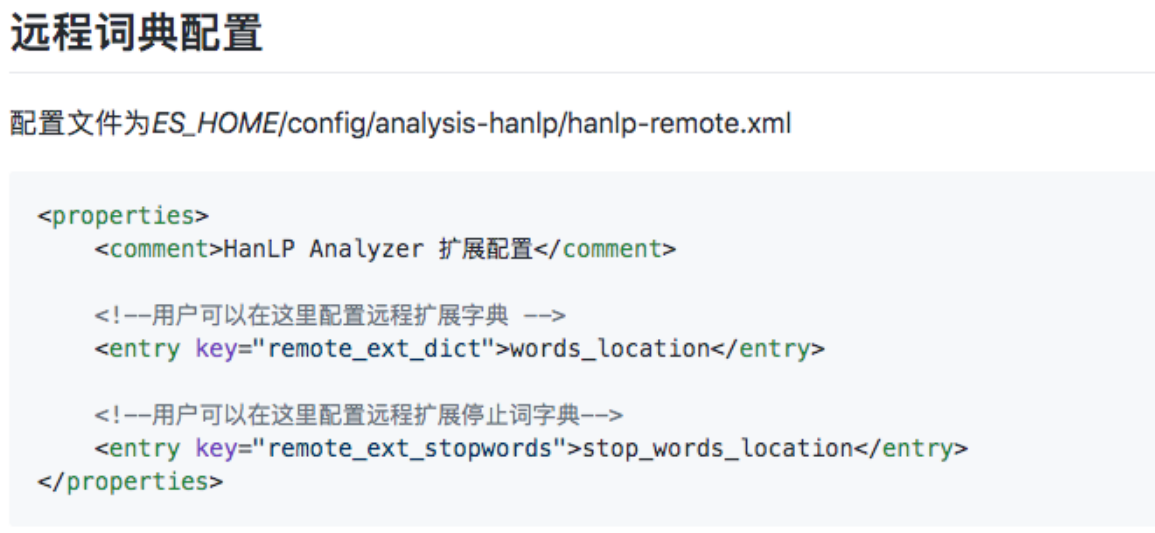 远程词典配置
配置文件为ES_HOME/config/analysis-hanlp/hanlp-remote.xml
<properties>
    <comment>HanLP Analyzer 扩展配置</comment>
    <!--用户可以在这里配置远程扩展字典 -->
    <entry key="remote_ext_dict">words_location</entry>
    <!--用户可以在这里配置远程扩展停止词字典-->
    <entry key="remote_ext_stopwords">stop_words_location</entry>
</properties>